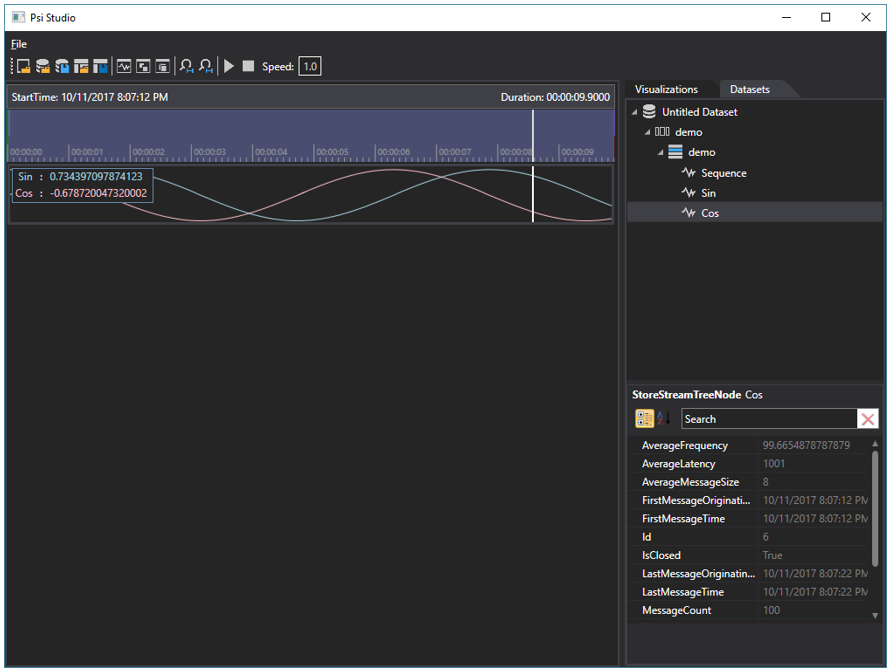 Psi Studio
File
Speed: 1.0
StartTime: 10/11/2017 8:07:12 PM Duration: 00:00:09.9000
00:00:00 00:00:01 00:00:02 00:00:03 00:00:04 00:00:05 00:00:06 00:00:07 00:00:08 00:00:09
Sin : 0.734397097874123
Cos : -0.678720047320002
Visualizations Datasets
Untitled Dataset
demo
demo
Sequence
Sin
Cos
StoreStreamTreeNode Cos
Search
AverageFrequency 99.6654878787879
AverageLatency 1001
AverageMessageSize 8
FirstMessageOriginati... 10/11/2017 8:07:12 PM
FirstMessageTime 10/11/2017 8:07:12 PM
Id 6
IsClosed True
LastMessageOriginatin... 10/11/2017 8:07:22 PM
LastMessageTime 10/11/2017 8:07:22 PM
MessageCount 100